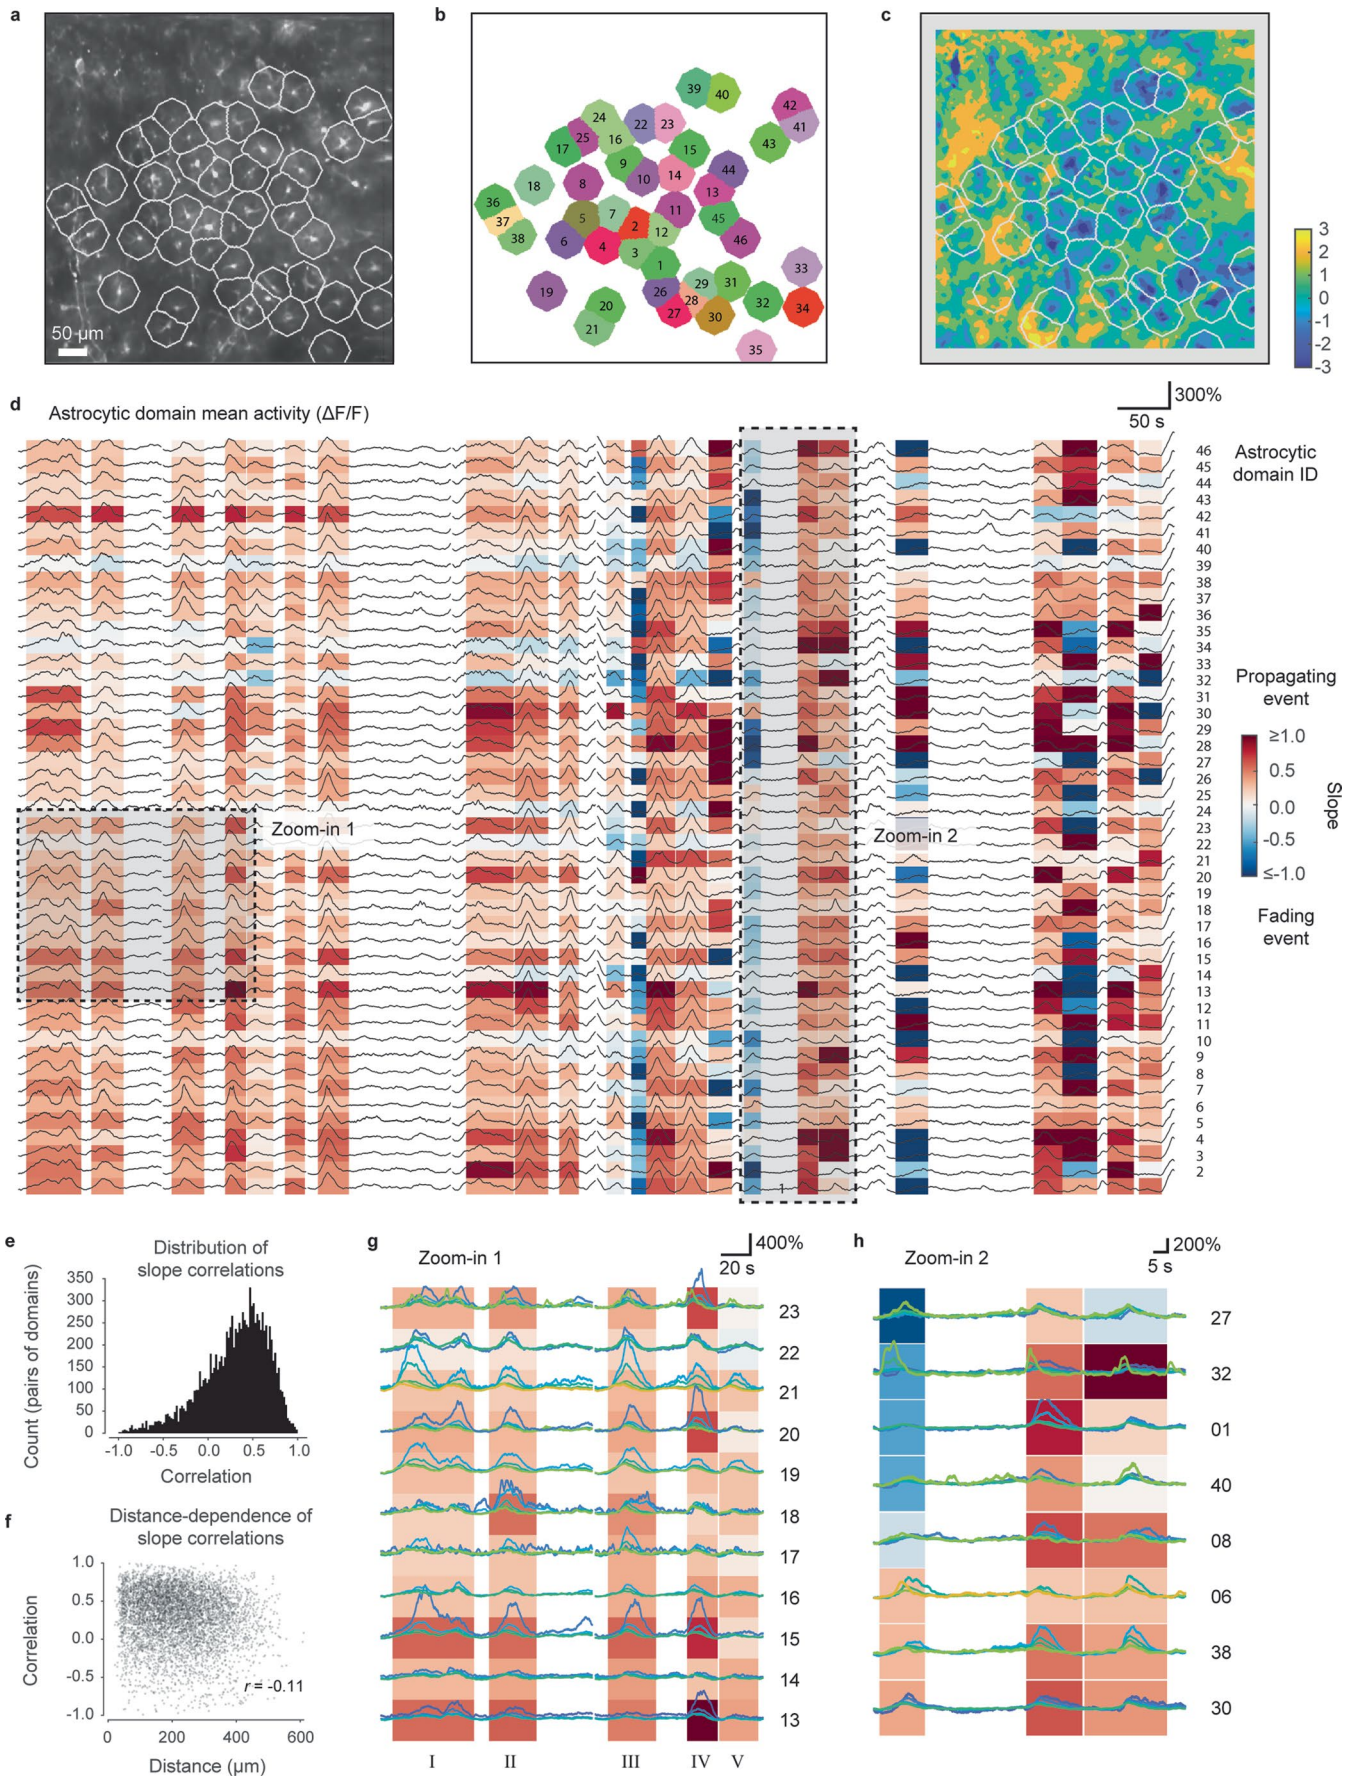 a
b
c
50 µm
39 40
42
24 22 23 41
25 16 43
17 15
9 44
18 8 10 14 13
36 11
37 5 7 45
38 2 12
6 4 46
3
1 33
19 29 31
26 28
20 32 34
27 30
21
35
3
2
1
0
-1
-2
-3
d
Astrocytic domain mean activity (ΔF/F)
300%
50 s
Astrocytic
domain ID
46
45
44
43
42
41
40
39
38
37
36
35
34
33
32
31
30
29
28
27
26
25
24
23
22
21
20
19
18
17
16
15
14
13
12
11
10
9
8
7
6
5
4
3
2
1
Zoom-in 1
Zoom-in 2
Propagating
event
≥1.0
0.5
0.0
-0.5
≤-1.0
Slope
Fading
event
e
Distribution of
slope correlations
Count (pairs of domains)
350
300
250
200
150
100
50
0
-1.0 -0.5 0.0 0.5 1.0
Correlation
f
Distance-dependence of
slope correlations
Correlation
1.0
0.5
0.0
-0.5
-1.0
r = -0.11
0 200 400 600
Distance (µm)
g
Zoom-in 1
400%
20 s
23
22
21
20
19
18
17
16
15
14
13
I II III IV V
h
Zoom-in 2
200%
5 s
27
32
01
40
08
06
38
30